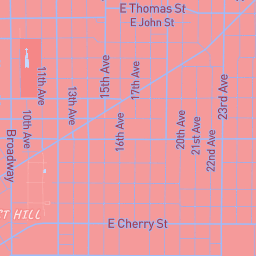 E Thomas St
E John St
11th Ave
10th Ave
Broadway
13th Ave
15th Ave
16th Ave
17th Ave
20th Ave
21st Ave
22nd Ave
23rd Ave
T HILL
E Cherry St